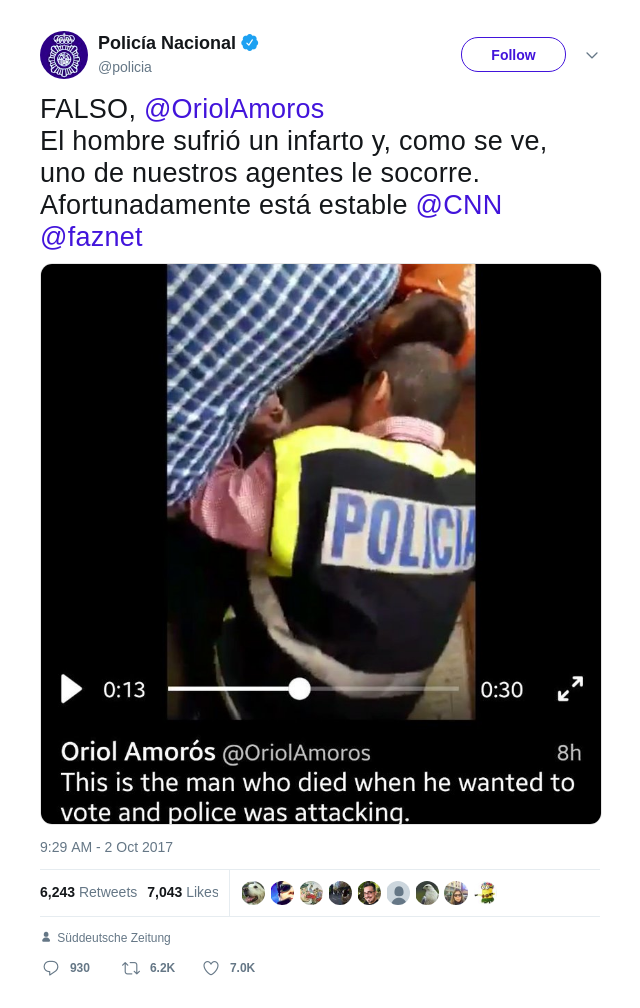 Policía Nacional
@policia
Follow
FALSO, @OriolAmoros
El hombre sufrió un infarto y, como se ve,
uno de nuestros agentes le socorre.
Afortunadamente está estable @CNN
@faznet
POLICIA
0:13
0:30
Oriol Amorós @OriolAmoros 8h
This is the man who died when he wanted to
vote and police was attacking.
9:29 AM - 2 Oct 2017
6,243 Retweets 7,043 Likes
Süddeutsche Zeitung
930 6.2K 7.0K